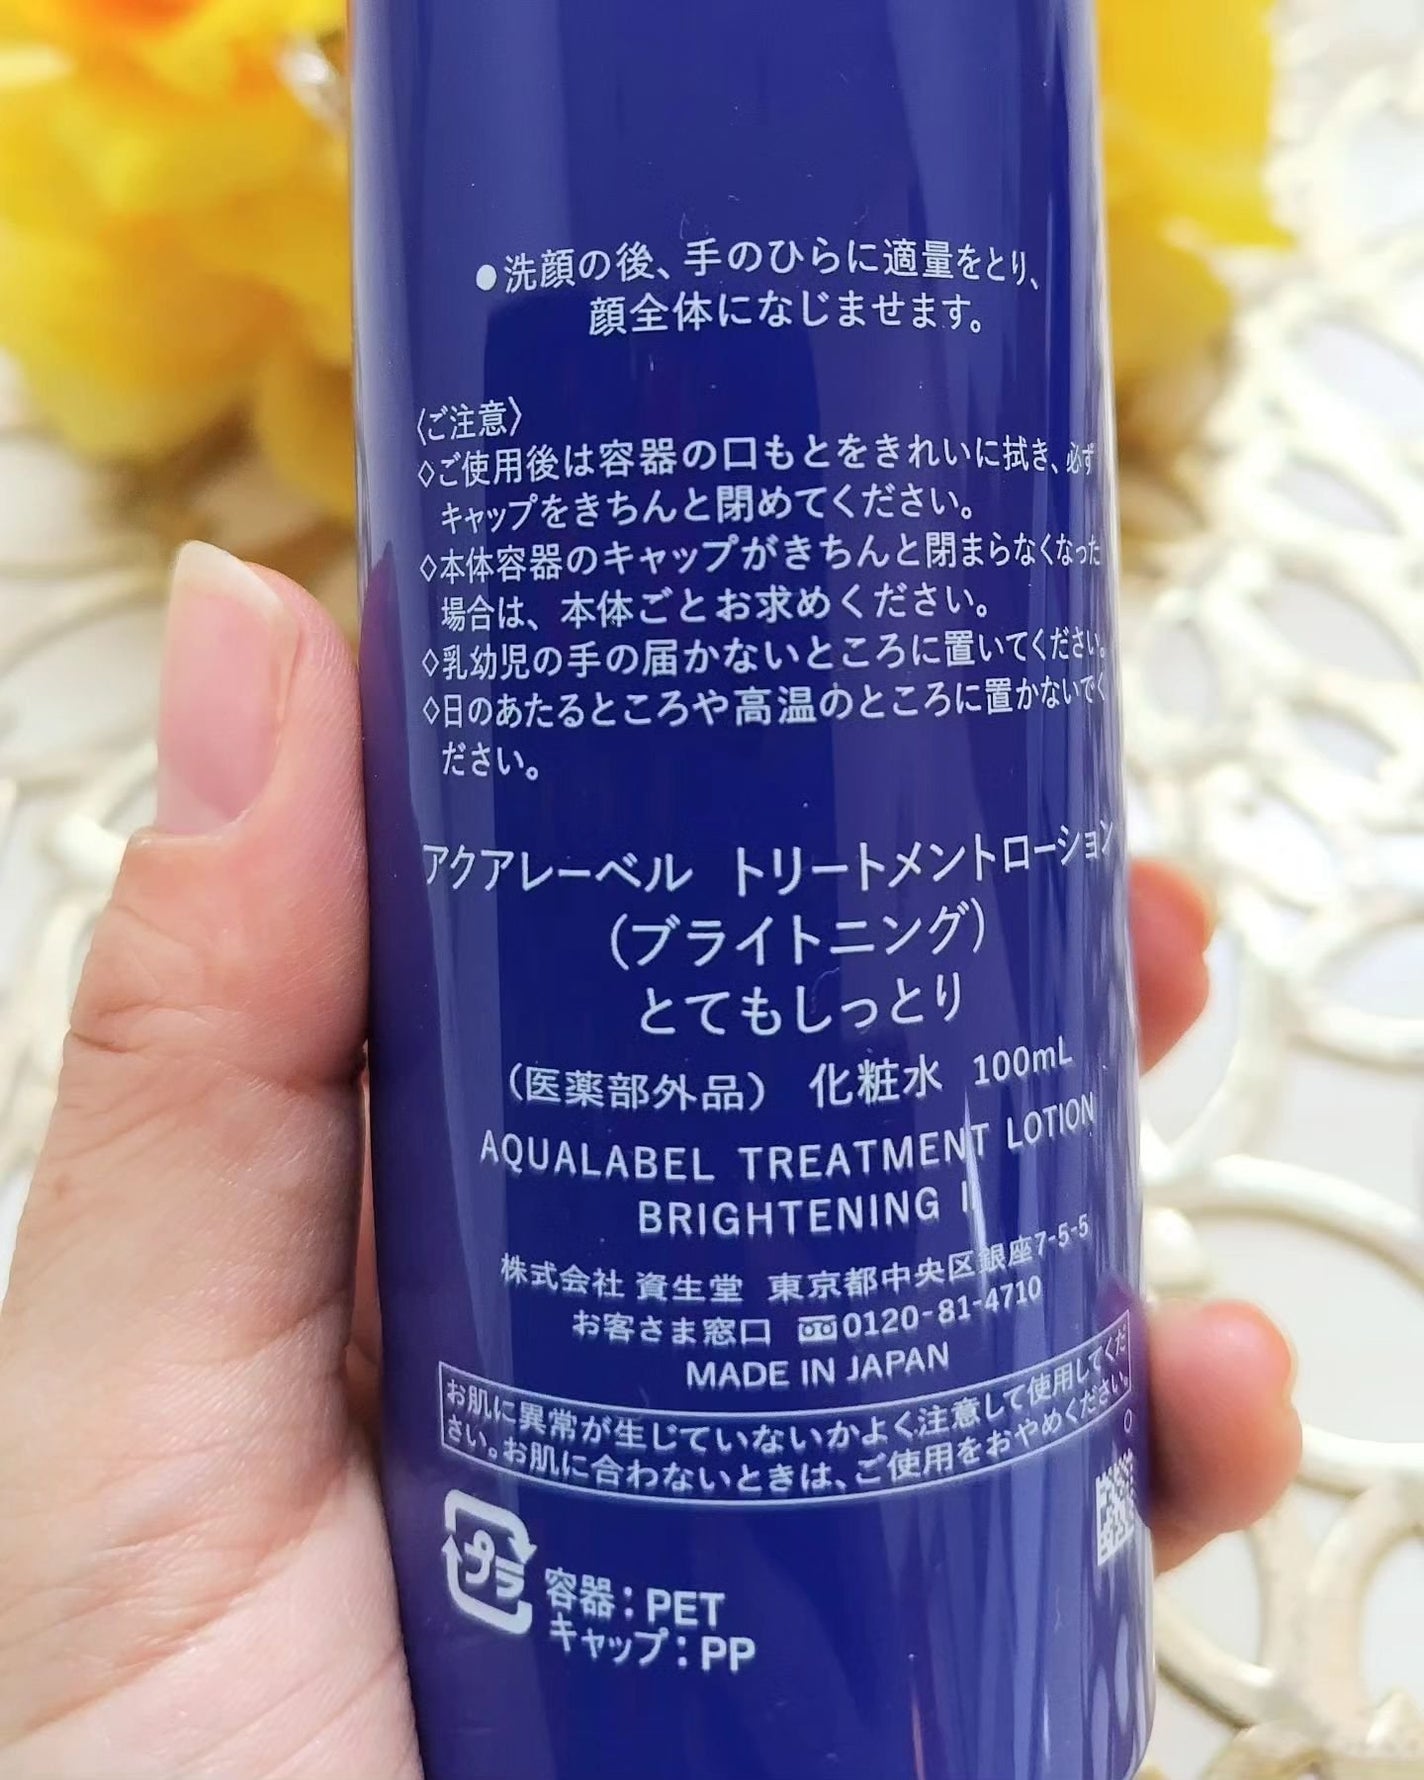 ●洗顔の後、手のひらに適量をとり、
顔全体になじませます。
〈ご注意〉
◇ご使用後は容器の口もとをきれいに拭き、必ず
キャップをきちんと閉めてください。
◇本体容器のキャップがきちんと閉まらなくなった
場合は、本体ごとお求めください。
◇乳幼児の手の届かないところに置いてください。
◇日のあたるところや高温のところに置かないでく
ださい。
アクアレーベル トリートメントローション
(ブライトニング)
とてもしっとり
(医薬部外品) 化粧水 100mL
AQUALABEL TREATMENT LOTION
BRIGHTENING
株式会社 資生堂 東京都中央区銀座7-5-5
お客さま窓口 0120-81-4710
MADE IN JAPAN
お肌に異常が生じていないかよく注意して使用してくだ
さい。お肌に合わないときは、ご使用をおやめください。
プラ
容器:PET
キャップ:PP